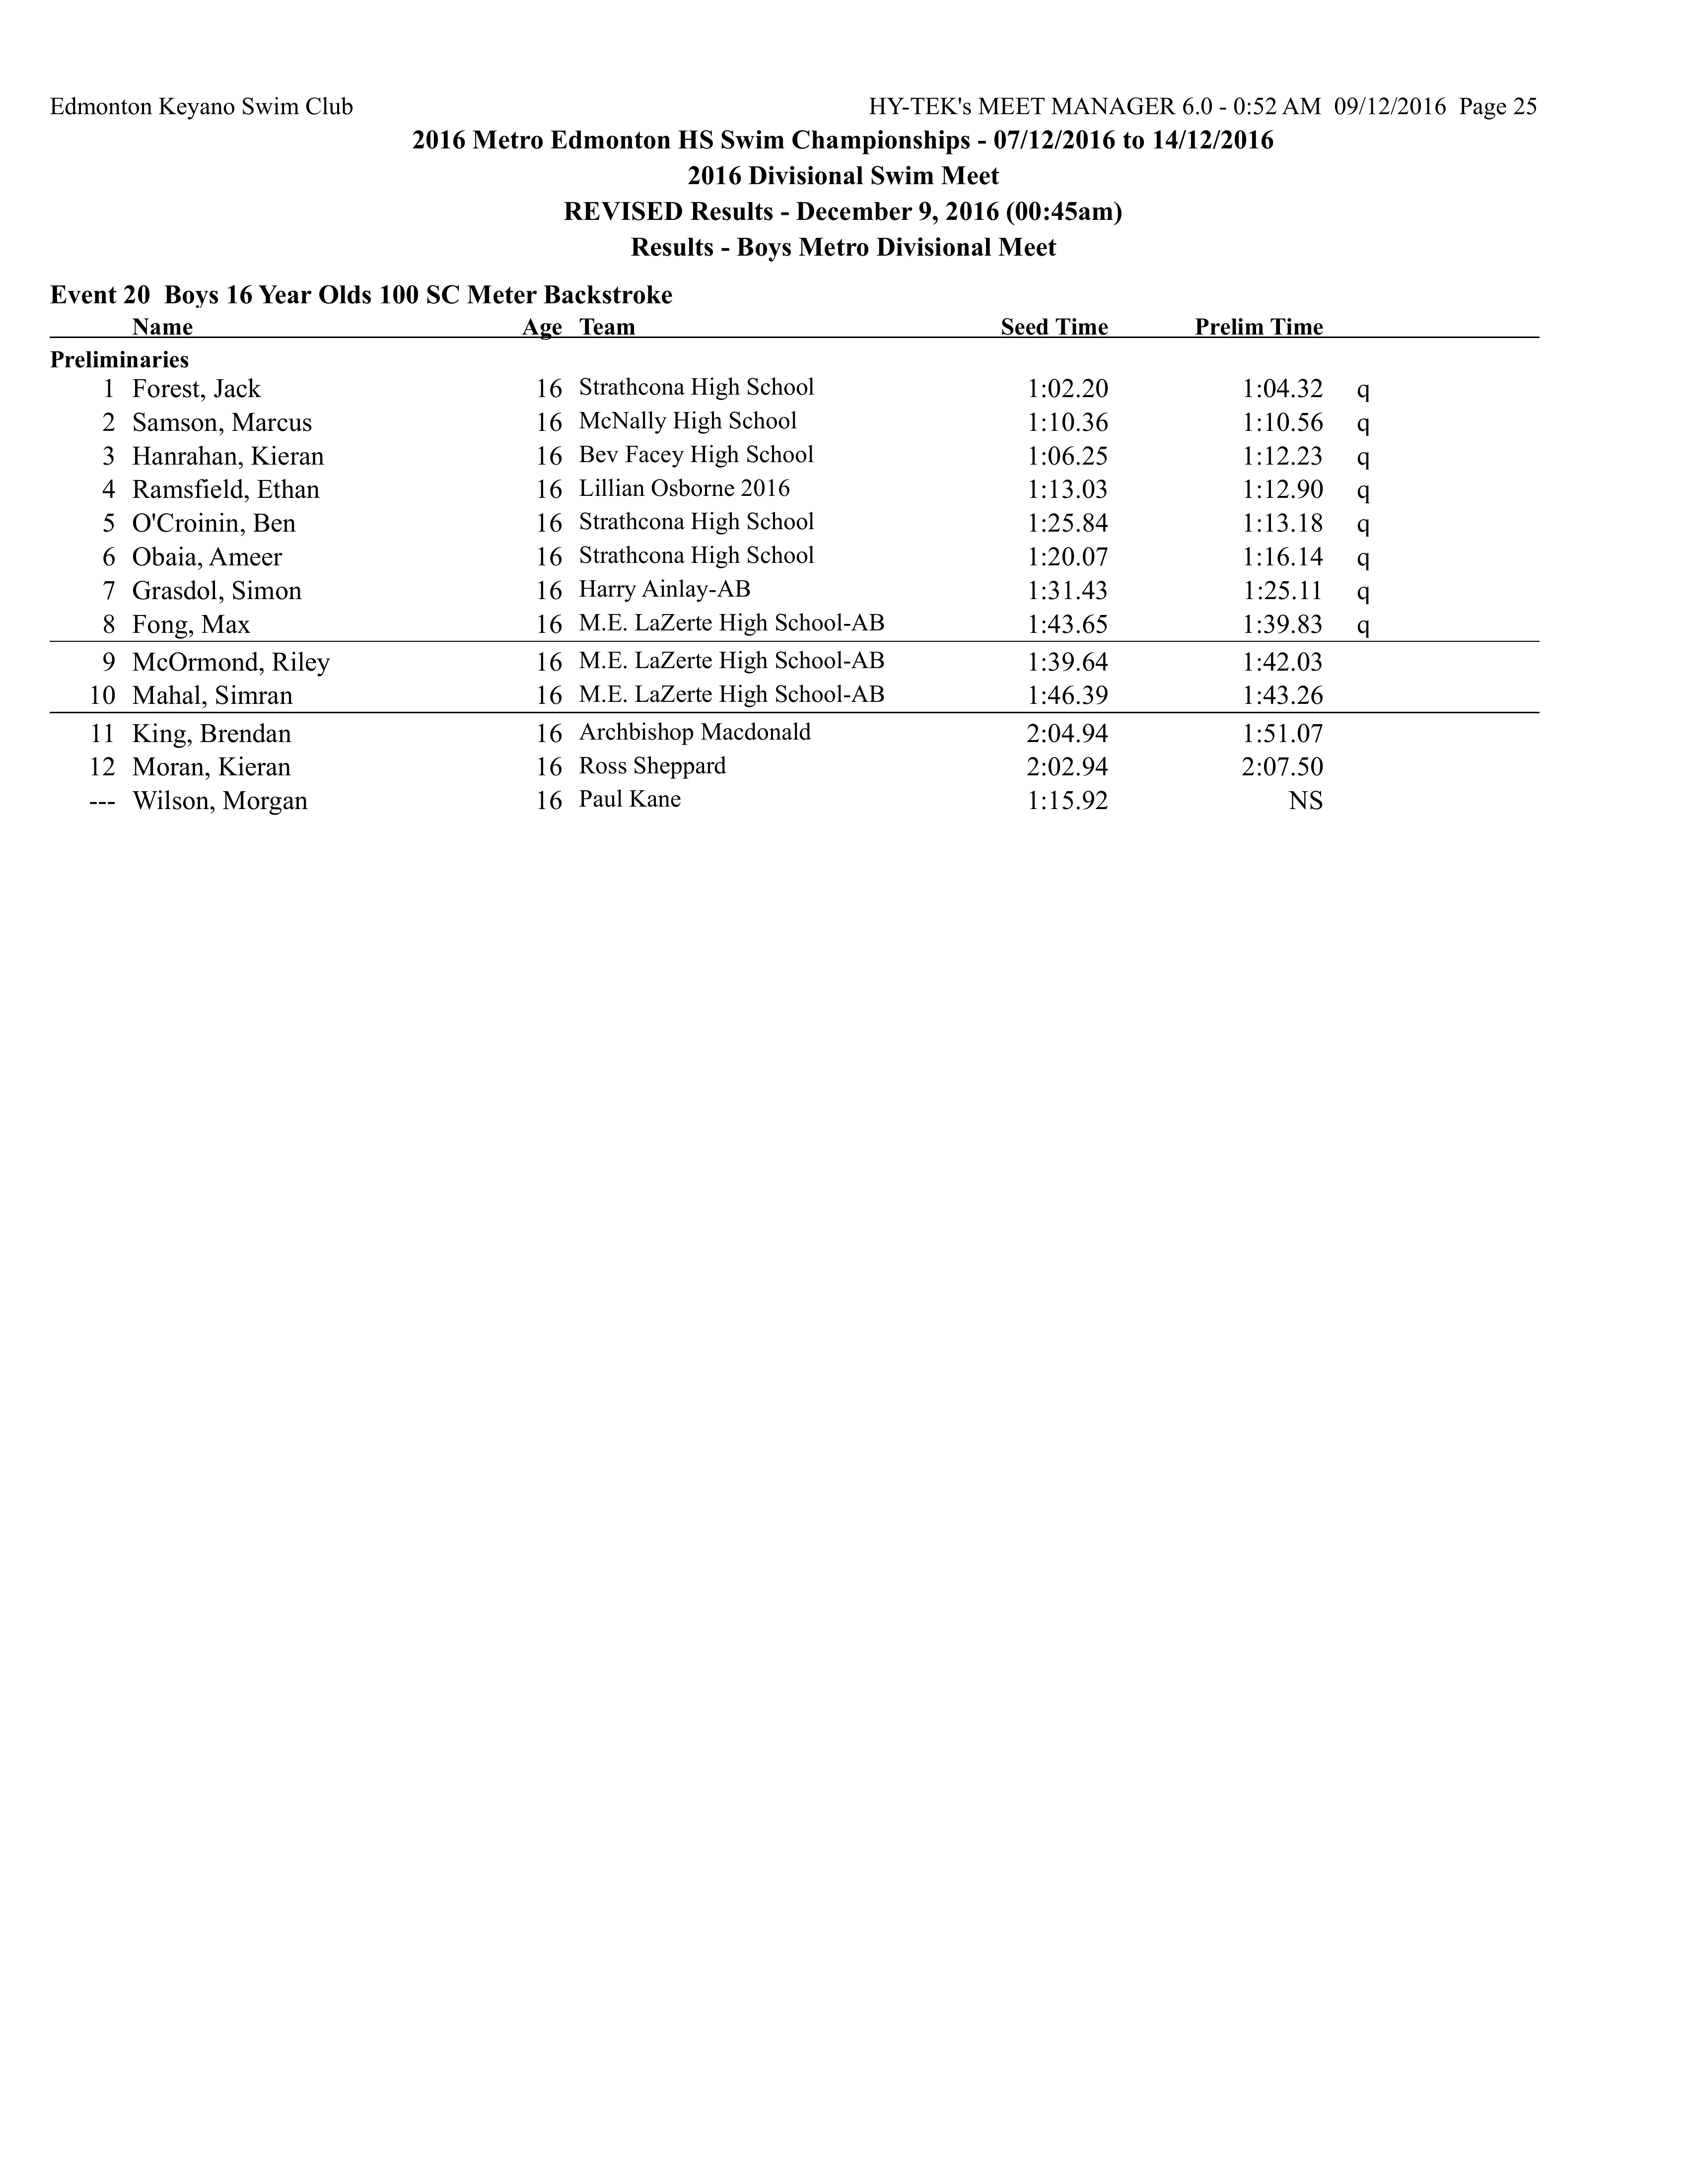 Edmonton Keyano Swim Club HY-TEK's MEET MANAGER 6.0 - 0:52 AM 09/12/2016 Page 25
2016 Metro Edmonton HS Swim Championships - 07/12/2016 to 14/12/2016
2016 Divisional Swim Meet
REVISED Results - December 9, 2016 (00:45am)
Results - Boys Metro Divisional Meet
Event 20 Boys 16 Year Olds 100 SC Meter Backstroke
Name Age Team Seed Time Prelim Time
Preliminaries
1 Forest, Jack 16 Strathcona High School 1:02.20 1:04.32 q
2 Samson, Marcus 16 McNally High School 1:10.36 1:10.56 q
3 Hanrahan, Kieran 16 Bev Facey High School 1:06.25 1:12.23 q
4 Ramsfield, Ethan 16 Lillian Osborne 2016 1:13.03 1:12.90 q
5 O'Croinin, Ben 16 Strathcona High School 1:25.84 1:13.18 q
6 Obaia, Ameer 16 Strathcona High School 1:20.07 1:16.14 q
7 Grasdol, Simon 16 Harry Ainlay-AB 1:31.43 1:25.11 q
8 Fong, Max 16 M.E. LaZerte High School-AB 1:43.65 1:39.83 q
9 McOrmond, Riley 16 M.E. LaZerte High School-AB 1:39.64 1:42.03
10 Mahal, Simran 16 M.E. LaZerte High School-AB 1:46.39 1:43.26
11 King, Brendan 16 Archbishop Macdonald 2:04.94 1:51.07
12 Moran, Kieran 16 Ross Sheppard 2:02.94 2:07.50
--- Wilson, Morgan 16 Paul Kane 1:15.92 NS